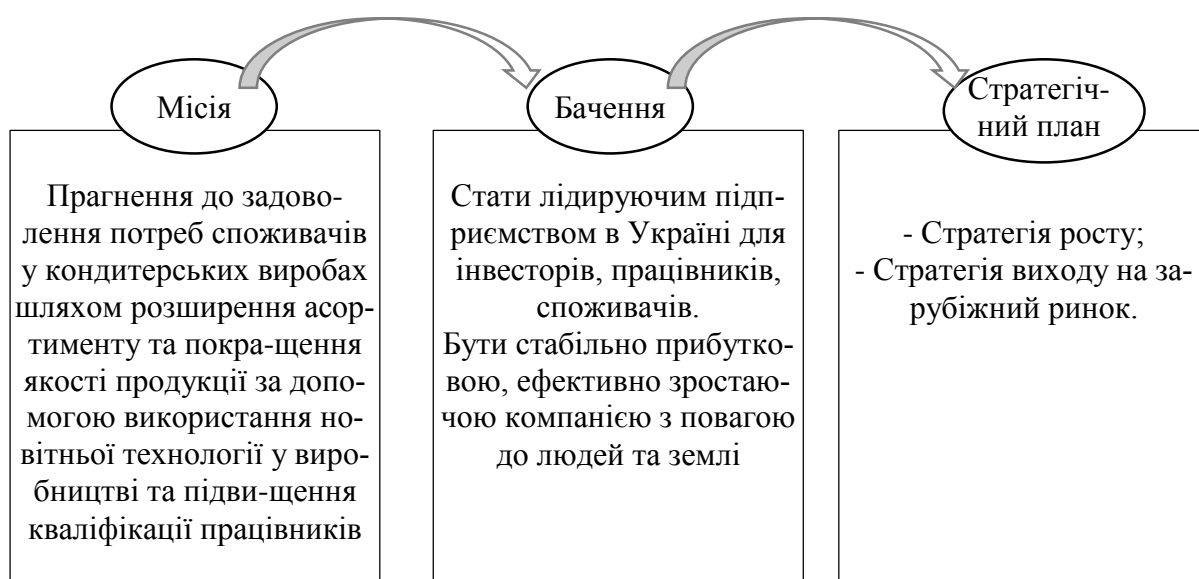 Місія
Прагнення до задово-
лення потреб споживачів
у кондитерських виробах
шляхом розширення асор-
тименту та покра-щення
якості продукції за допо-
могою використання но-
вітньої технології у виро-
бництві та підви-щення
кваліфікації працівників
Бачення
Стати лідируючим підп-
риємством в Україні для
інвесторів, працівників,
споживачів.
Бути стабільно прибутко-
вою, ефективно зростаю-
чою компанією з повагою
до людей та землі
Стратегіч-
ний план
- Стратегія росту;
- Стратегія виходу на за-
рубіжний ринок.